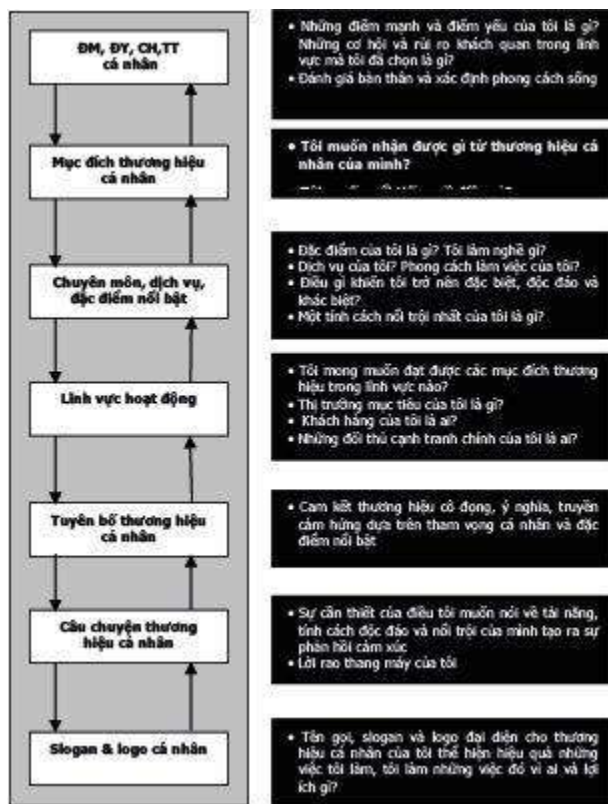 ĐM, ĐY, CH,TT
cá nhân
• Những điểm mạnh và điểm yếu của tôi là gì?
Những cơ hội và rủi ro khách quan trong lĩnh
vực mà tôi đã chọn là gì?
• Đánh giá bản thân và xác định phong cách sống
Mục đích thương hiệu
cá nhân
• Tôi muốn nhận được gì từ thương hiệu cá
nhân của mình?
Chuyên môn, dịch vụ,
đặc điểm nổi bật
• Đặc điểm của tôi là gì? Tôi làm nghề gì?
• Dịch vụ của tôi? Phong cách làm việc của tôi?
• Điều gì khiến tôi trở nên đặc biệt, độc đáo và
khác biệt?
• Một tính cách nổi trội nhất của tôi là gì?
Lĩnh vực hoạt động
• Tôi mong muốn đạt được các mục đích thương
hiệu trong lĩnh vực nào?
• Thị trường mục tiêu của tôi là gì?
• Khách hàng của tôi là ai?
• Những đối thủ cạnh tranh chính của tôi là ai?
Tuyên bố thương hiệu
cá nhân
• Cam kết thương hiệu cô đọng, ý nghĩa, truyền
cảm hứng dựa trên tham vọng cá nhân và đặc
điểm nổi bật
Câu chuyện thương
hiệu cá nhân
• Sự cần thiết của điều tôi muốn nói về tài năng,
tính cách độc đáo và nổi trội của mình tạo ra sự
phản hồi cảm xúc
• Lời rao thang máy của tôi
Slogan & logo cá nhân
• Tên gọi, slogan và logo đại diện cho thương
hiệu cá nhân của tôi thể hiện hiệu quả những
việc tôi làm, tôi làm những việc đó vì ai và lợi
ích gì?